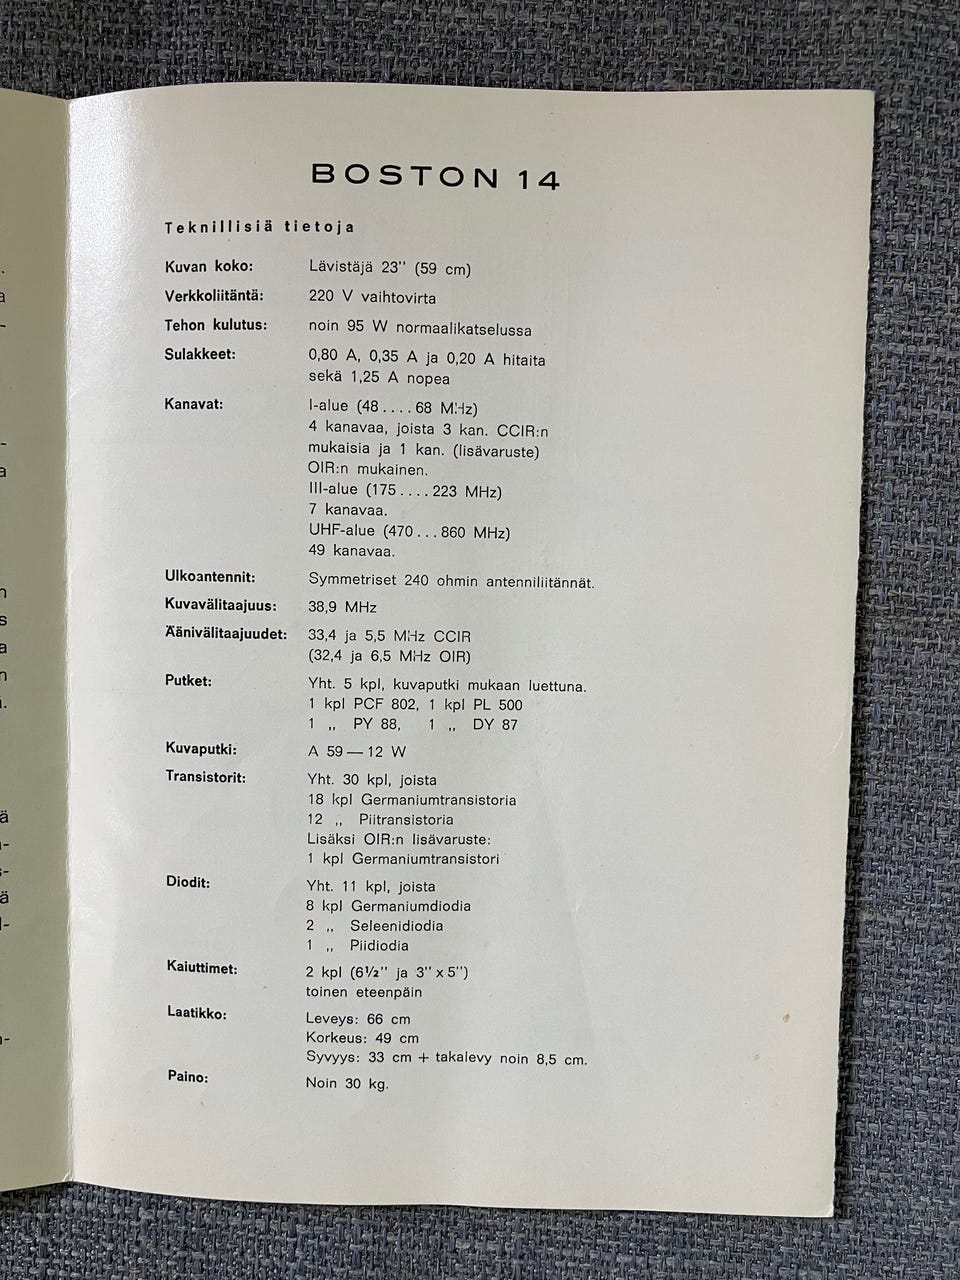 BOSTON 14
Teknillisiä tietoja
Kuvan koko: Lävistäjä 23" (59 cm)
Verkkoliitäntä: 220 V vaihtovirta
Tehon kulutus: noin 95 W normaalikatselussa
Sulakkeet: 0,80 A, 0,35 A ja 0,20 A hitaita
sekä 1,25 A nopea
Kanavat: I-alue (48....68 MHz)
4 kanavaa, joista 3 kan. CCIR:n
mukaisia ja 1 kan. (lisävaruste)
OIR:n mukainen.
III-alue (175....223 MHz)
7 kanavaa.
UHF-alue (470...860 MHz)
49 kanavaa.
Ulkoantennit: Symmetriset 240 ohmin antenniliitännät.
Kuvavälitaajuus: 38,9 MHz
Äänivälitaajuudet: 33,4 ja 5,5 MHz CCIR
(32,4 ja 6,5 MHz OIR)
Putket: Yht. 5 kpl, kuvaputki mukaan luettuna.
1 kpl PCF 802, 1 kpl PL 500
1 „ PY 88, 1 „ DY 87
Kuvaputki: A 59—12 W
Transistorit: Yht. 30 kpl, joista
18 kpl Germaniumtransistoria
12 „ Piitransistoria
Lisäksi OIR:n lisävaruste:
1 kpl Germaniumtransistori
Diodit: Yht. 11 kpl, joista
8 kpl Germaniumdiodia
2 „ Seleenidiodia
1 „ Piidiodia
Kaiuttimet: 2 kpl (6½" ja 3"x5")
toinen eteenpäin
Laatikko: Leveys: 66 cm
Korkeus: 49 cm
Syvyys: 33 cm + takalevy noin 8,5 cm.
Paino: Noin 30 kg.